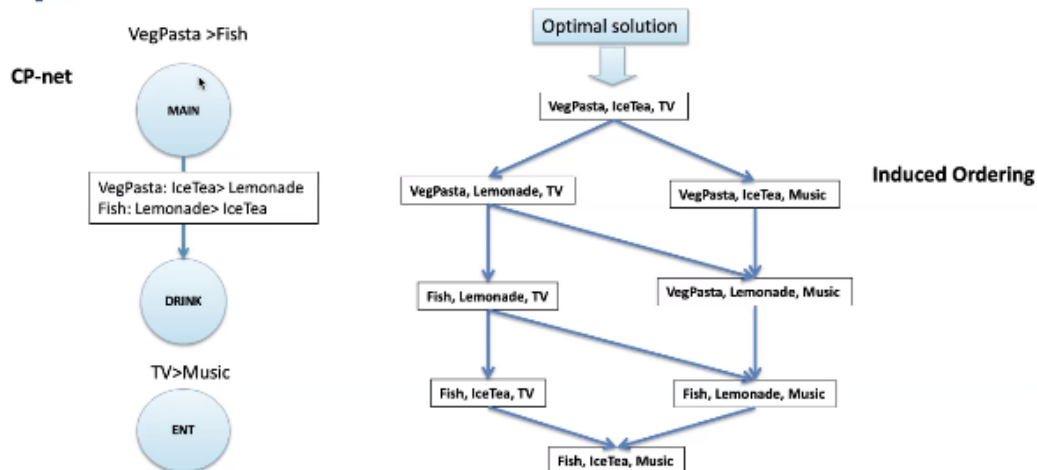 VegPasta >Fish
CP-net
MAIN
VegPasta: IceTea> Lemonade
Fish: Lemonade> IceTea
DRINK
TV>Music
ENT
Optimal solution
VegPasta, IceTea, TV
VegPasta, Lemonade, TV
VegPasta, IceTea, Music
Induced Ordering
Fish, Lemonade, TV
VegPasta, Lemonade, Music
Fish, IceTea, TV
Fish, Lemonade, Music
Fish, IceTea, Music